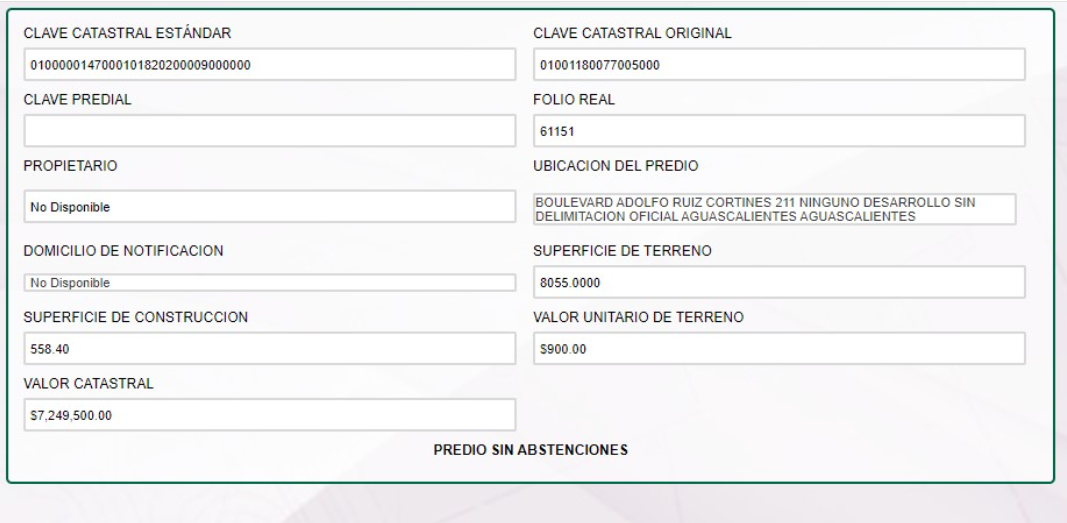 CLAVE CATASTRAL ESTÁNDAR
CLAVE CATASTRAL ORIGINAL
0100000147000101820200009000000
01001180077005000
CLAVE PREDIAL
FOLIO REAL
61151
PROPIETARIO
UBICACION DEL PREDIO
No Disponible
BOULEVARD ADOLFO RUIZ CORTINES 211 NINGUNO DESARROLLO SIN
DELIMITACION OFICIAL AGUASCALIENTES AGUASCALIENTES
DOMICILIO DE NOTIFICACION
SUPERFICIE DE TERRENO
No Disponible
8055.0000
SUPERFICIE DE CONSTRUCCION
VALOR UNITARIO DE TERRENO
558.40
$900.00
VALOR CATASTRAL
$7,249,500.00
PREDIO SIN ABSTENCIONES